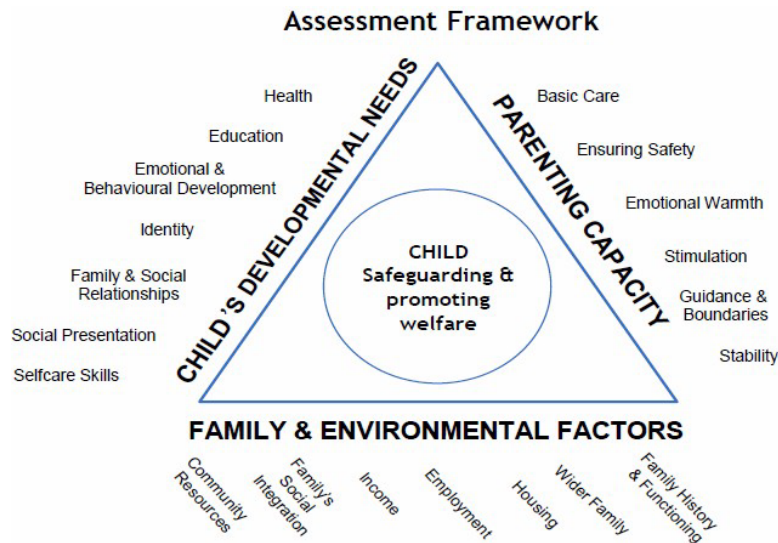 Assessment Framework
CHILD'S DEVELOPMENTAL NEEDS
Health
Education
Emotional &
Behavioural Development
Identity
Family & Social
Relationships
Social Presentation
Selfcare Skills
PARENTING CAPACITY
Basic Care
Ensuring Safety
Emotional Warmth
Stimulation
Guidance &
Boundaries
Stability
CHILD
Safeguarding &
promoting
welfare
FAMILY & ENVIRONMENTAL FACTORS
Community
Resources
Family's
Social
Integration
Income
Employment
Housing
Wider Family
Family History
& Functioning